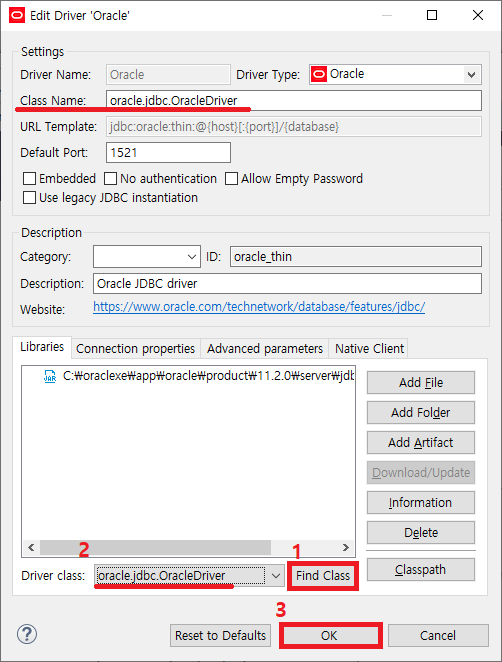 Edit Driver 'Oracle'
Settings
Driver Name: Oracle Driver Type: Oracle
Class Name: oracle.jdbc.OracleDriver
URL Template: jdbc:oracle:thin:@{host}[:{port}]/{database}
Default Port: 1521
Embedded No authentication Allow Empty Password
Use legacy JDBC instantiation
Description
Category: ID: oracle_thin
Description: Oracle JDBC driver
Website: https://www.oracle.com/technetwork/database/features/jdbc/
Libraries Connection properties Advanced parameters Native Client
JAR C:₩oraclexe₩app₩oracle₩product₩11.2.0₩server₩jdb
Add File
Add Folder
Add Artifact
Download/Update
Information
Delete
Classpath
2 1
Driver class: oracle.jdbc.OracleDriver Find Class
3
? Reset to Defaults OK Cancel